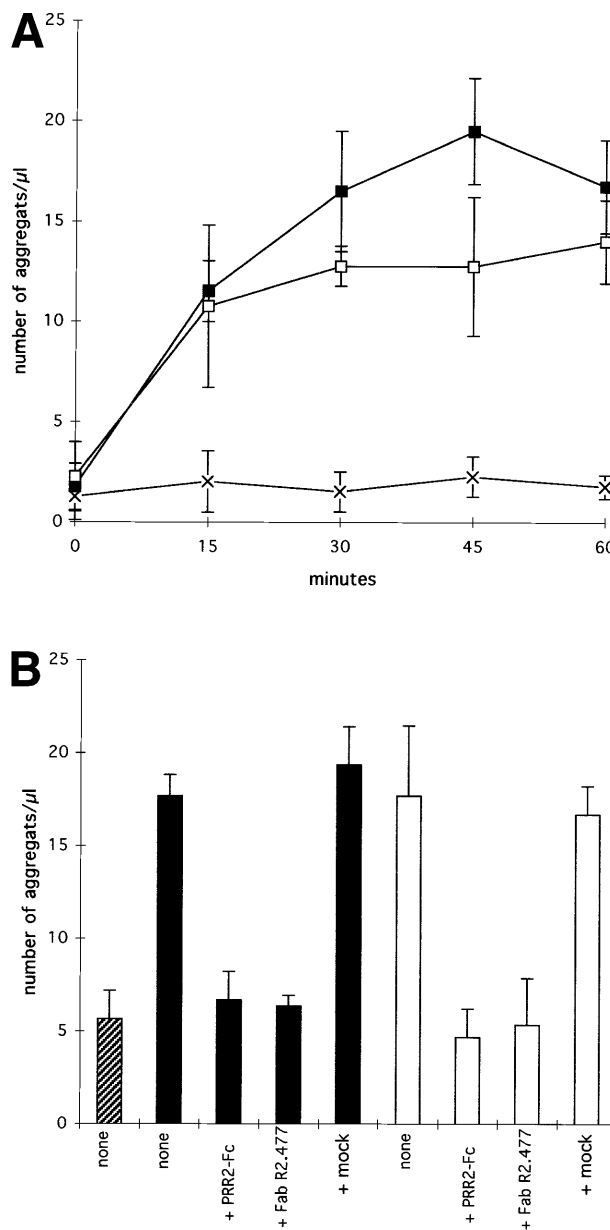 A
25
20
15
10
5
0
number of aggregats/µl
0 15 30 45 60
minutes
B
25
20
15
10
5
0
number of aggregats/µl
none
none
+ PRR2-Fc
+ Fab R2.477
+ mock
none
+ PRR2-Fc
+ Fab R2.477
+ mock